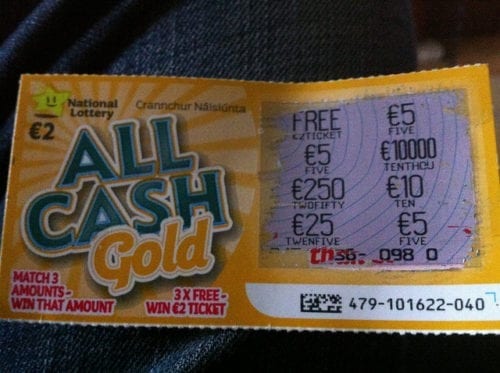 National
Lottery
Crannchur Náisiúnta
€2
ALL
CASH
Gold
MATCH 3
AMOUNTS-
WIN THAT AMOUNT
3 X FREE-
WIN €2 TICKET
FREE €5
€2TICKET FIVE
€5 €10000
FIVE TENTHOU
€250 €10
TWOFIFTY TEN
€25 €5
TWENFIVE FIVE
098 0
479-101622-040